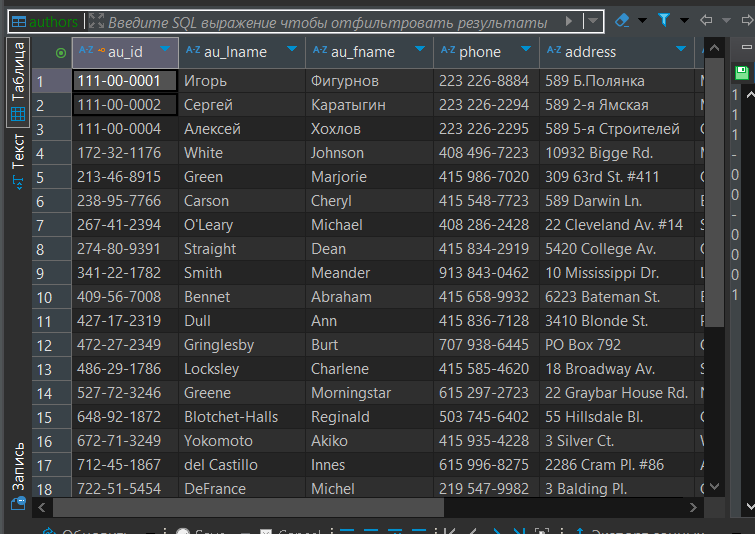 authors Введите SQL выражение чтобы отфильтровать результаты
Таблица
Текст
Запись
A-Z au_id A-Z au_lname A-Z au_fname A-Z phone A-Z address
1 111-00-0001 Игорь Фигурнов 223 226-8884 589 Б.Полянка
2 111-00-0002 Сергей Каратыгин 223 226-2294 589 2-я Ямская
3 111-00-0004 Алексей Хохлов 223 226-2295 589 5-я Строителей
4 172-32-1176 White Johnson 408 496-7223 10932 Bigge Rd.
5 213-46-8915 Green Marjorie 415 986-7020 309 63rd St. #411
6 238-95-7766 Carson Cheryl 415 548-7723 589 Darwin Ln.
7 267-41-2394 O'Leary Michael 408 286-2428 22 Cleveland Av. #14
8 274-80-9391 Straight Dean 415 834-2919 5420 College Av.
9 341-22-1782 Smith Meander 913 843-0462 10 Mississippi Dr.
10 409-56-7008 Bennet Abraham 415 658-9932 6223 Bateman St.
11 427-17-2319 Dull Ann 415 836-7128 3410 Blonde St.
12 472-27-2349 Gringlesby Burt 707 938-6445 PO Box 792
13 486-29-1786 Locksley Charlene 415 585-4620 18 Broadway Av.
14 527-72-3246 Greene Morningstar 615 297-2723 22 Graybar House Rd.
15 648-92-1872 Blotchet-Halls Reginald 503 745-6402 55 Hillsdale Bl.
16 672-71-3249 Yokomoto Akiko 415 935-4228 3 Silver Ct.
17 712-45-1867 del Castillo Innes 615 996-8275 2286 Cram Pl. #86
18 722-51-5454 DeFrance Michel 219 547-9982 3 Balding Pl.
111-00-0001